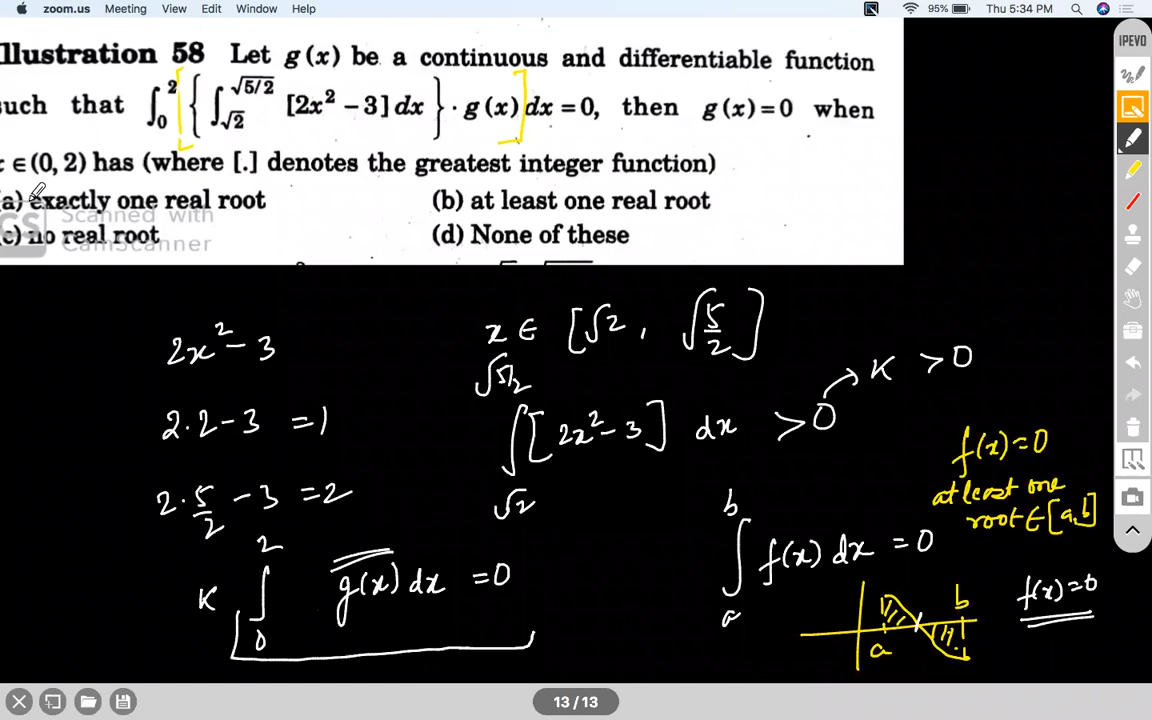 zoom.us Meeting View Edit Window Help 95% Thu 5:34 PM
IPEVO
llustration 58 Let g(x) be a continuous and differentiable function
uch that ∫₀² [ { ∫_{√2}^{√5/2} [2x² – 3] dx } · g(x) ] dx = 0, then g(x) = 0 when
∈ (0, 2) has (where [.] denotes the greatest integer function)
(a) exactly one real root (b) at least one real root
c) no real root (d) None of these
CS Scanned with
CamScanner
2x² – 3 x ∈ [√2, √5/2]
2·2 – 3 = 1
∫_{√2}^{√5/2} [2x² – 3] dx > 0 → K > 0
2·5/2 – 3 = 2
K ∫₀² g(x) dx = 0
∫ₐᵇ f(x) dx = 0
f(x) = 0
at least one
root ∈ [a, b]
a b
f(x) = 0
13 / 13